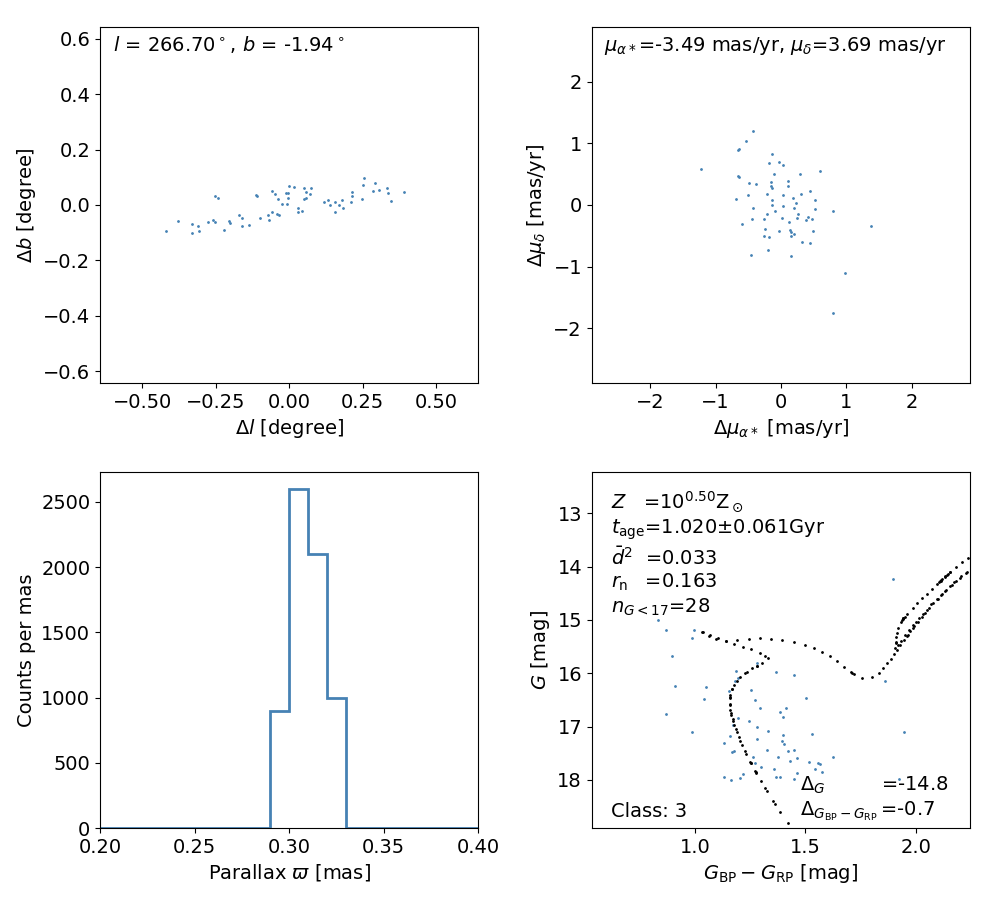 l = 266.70°, b = -1.94°
0.6
0.4
0.2
0.0
−0.2
−0.4
−0.6
Δb [degree]
−0.50 −0.25 0.00 0.25 0.50
Δl [degree]
μα*=-3.49 mas/yr, μδ=3.69 mas/yr
2
1
0
−1
−2
Δμδ [mas/yr]
−2 −1 0 1 2
Δμα* [mas/yr]
2500
2000
1500
1000
500
0
Counts per mas
0.20 0.25 0.30 0.35 0.40
Parallax ϖ [mas]
Z =10^0.50 Z⊙
t_age=1.020±0.061Gyr
d̄² =0.033
r_n =0.163
n_G<17=28
13
14
15
16
17
18
G [mag]
Δ_G =-14.8
Δ_G_BP−G_RP =-0.7
Class: 3
1.0 1.5 2.0
G_BP − G_RP [mag]